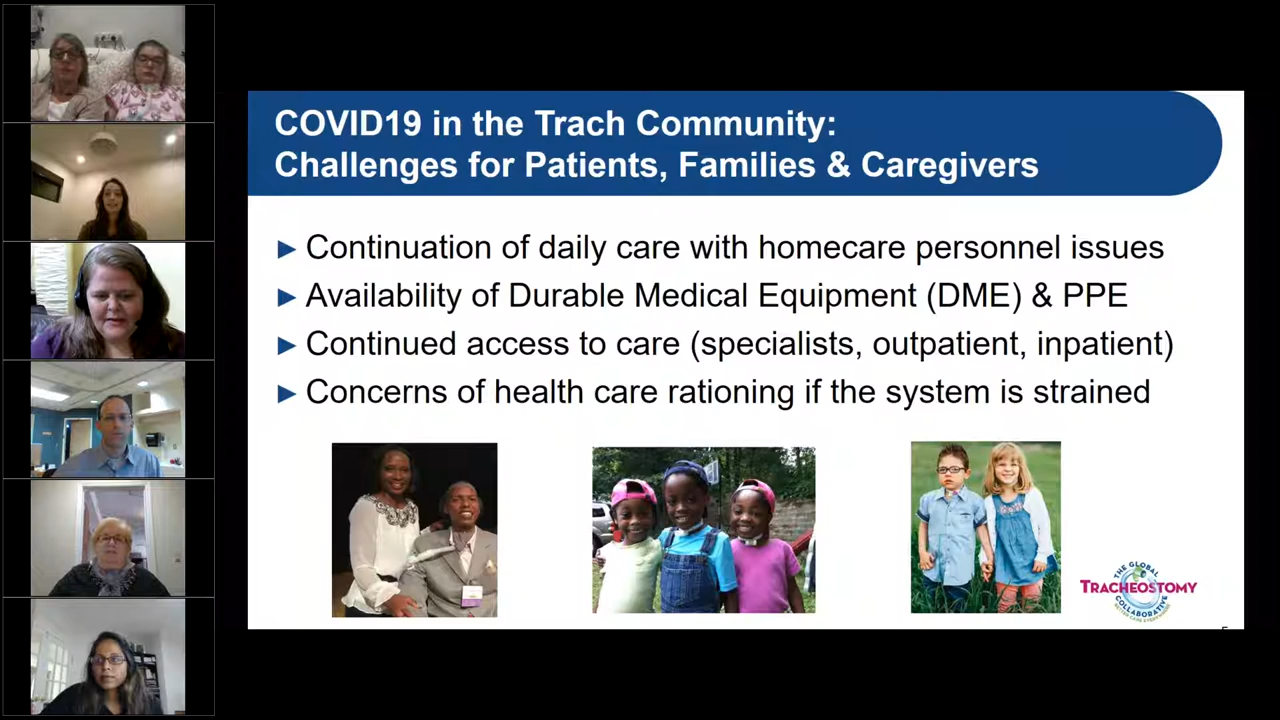 COVID19 in the Trach Community:
Challenges for Patients, Families & Caregivers
► Continuation of daily care with homecare personnel issues
► Availability of Durable Medical Equipment (DME) & PPE
► Continued access to care (specialists, outpatient, inpatient)
► Concerns of health care rationing if the system is strained
THE GLOBAL
TRACHEOSTOMY
COLLABORATIVE